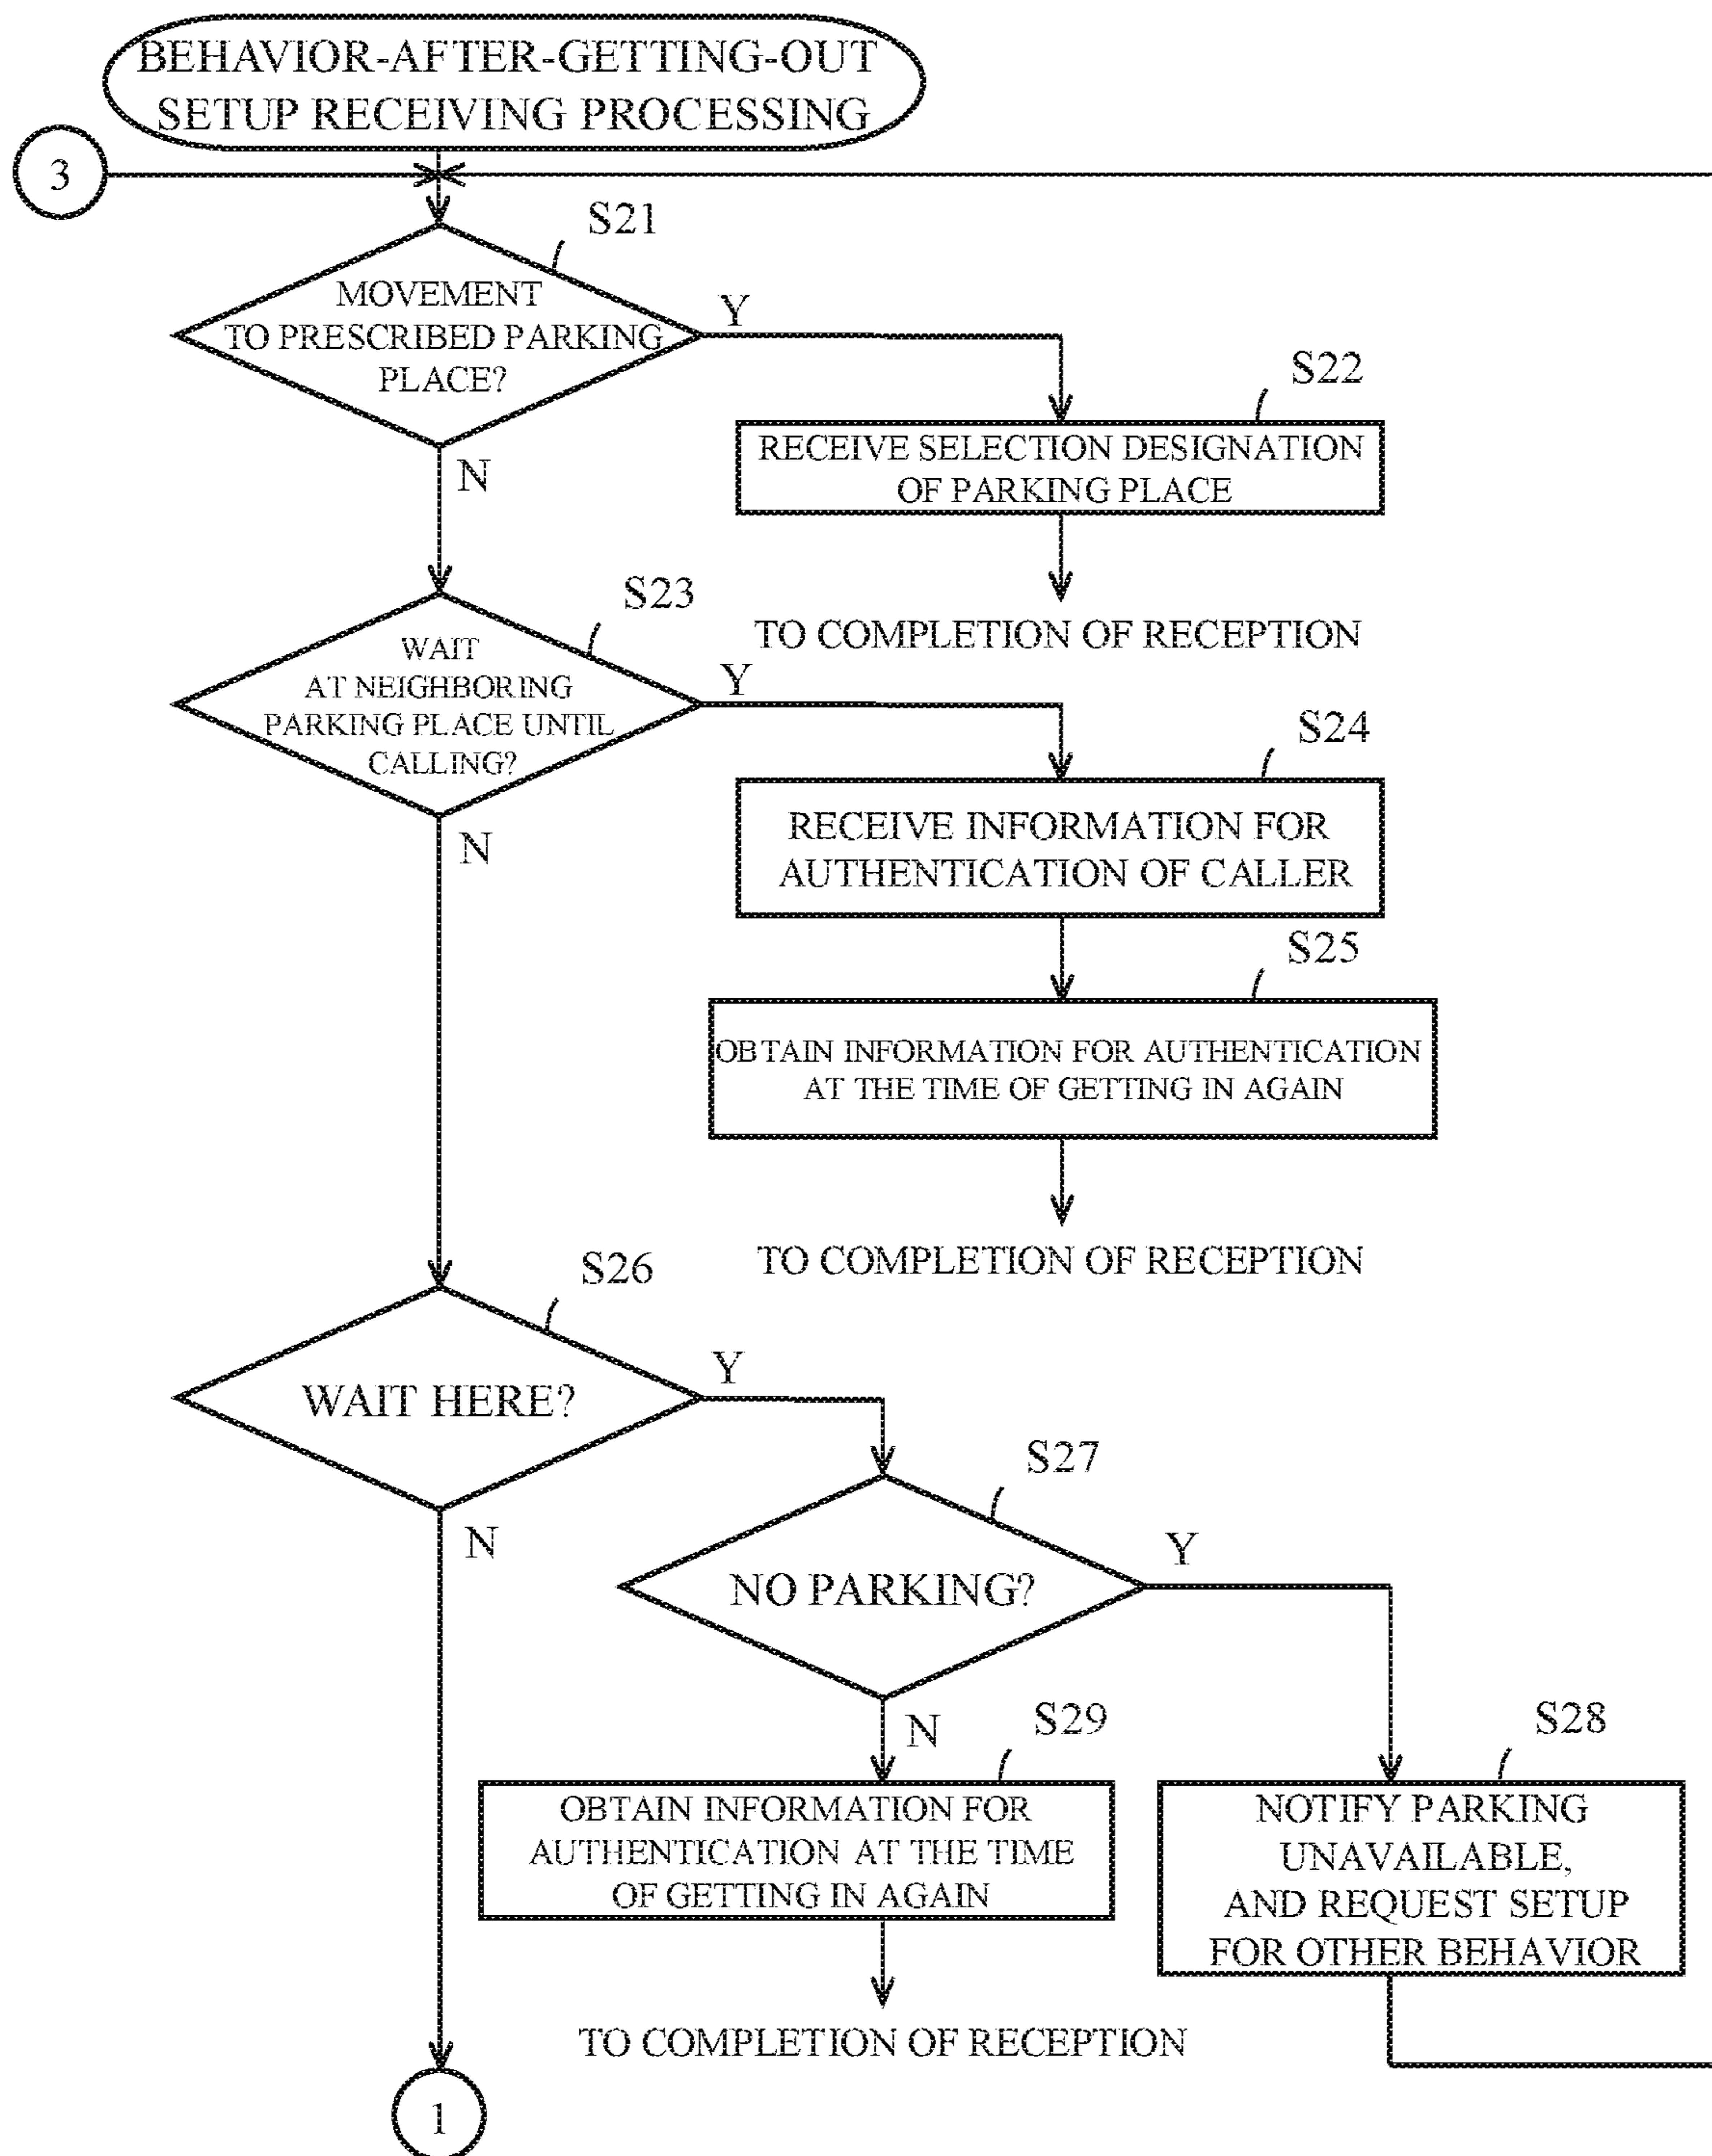 BEHAVIOR-AFTER-GETTING-OUT
SETUP RECEIVING PROCESSING
3
S21
MOVEMENT
TO PRESCRIBED PARKING
PLACE?
Y
N
S22
RECEIVE SELECTION DESIGNATION
OF PARKING PLACE
TO COMPLETION OF RECEPTION
S23
WAIT
AT NEIGHBORING
PARKING PLACE UNTIL
CALLING?
Y
N
S24
RECEIVE INFORMATION FOR
AUTHENTICATION OF CALLER
S25
OBTAIN INFORMATION FOR AUTHENTICATION
AT THE TIME OF GETTING IN AGAIN
TO COMPLETION OF RECEPTION
S26
WAIT HERE?
Y
N
S27
NO PARKING?
Y
N
S29
OBTAIN INFORMATION FOR
AUTHENTICATION AT THE TIME
OF GETTING IN AGAIN
TO COMPLETION OF RECEPTION
S28
NOTIFY PARKING
UNAVAILABLE,
AND REQUEST SETUP
FOR OTHER BEHAVIOR
1